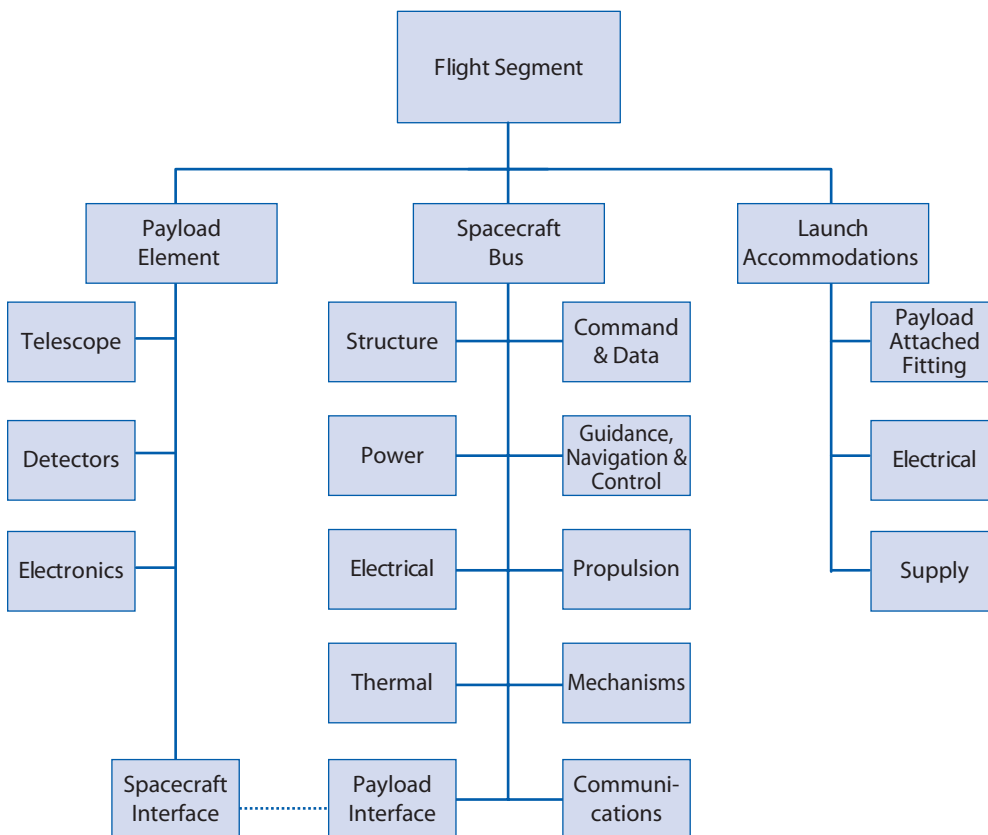 Flight Segment
Payload
Element
Spacecraft
Bus
Launch
Accommodations
Telescope
Structure
Command
& Data
Payload
Attached
Fitting
Detectors
Power
Guidance,
Navigation &
Control
Electrical
Electronics
Electrical
Propulsion
Supply
Thermal
Mechanisms
Spacecraft
Interface
Payload
Interface
Communi-
cations